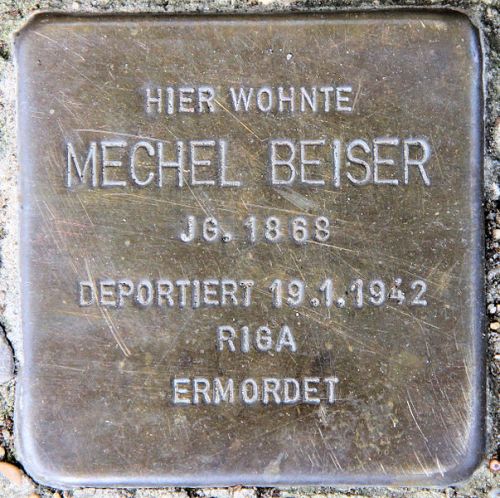 HIER WOHNTE
MECHEL BEISER
JG. 1868
DEPORTIERT 19.1.1942
RIGA
ERMORDET